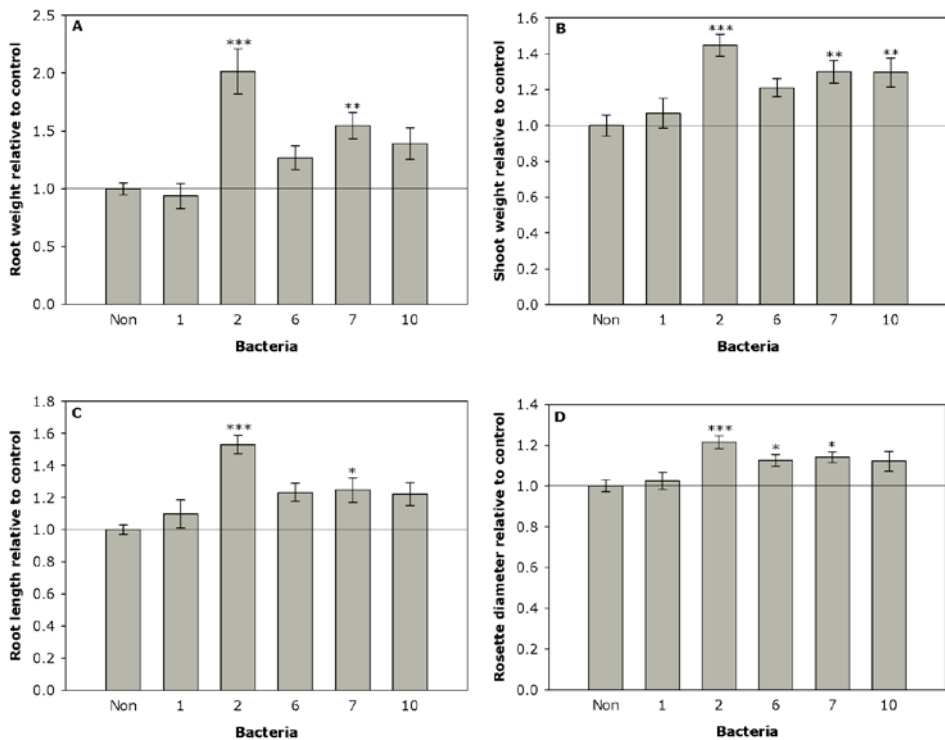 A
Root weight relative to control
2.5
2.0
1.5
1.0
0.5
0.0
***
**
Non 1 2 6 7 10
Bacteria
B
Shoot weight relative to control
1.6
1.4
1.2
1.0
0.8
0.6
0.4
0.2
0.0
***
**
**
Non 1 2 6 7 10
Bacteria
C
Root length relative to control
1.8
1.6
1.4
1.2
1.0
0.8
0.6
0.4
0.2
0.0
***
*
Non 1 2 6 7 10
Bacteria
D
Rosette diameter relative to control
1.4
1.2
1.0
0.8
0.6
0.4
0.2
0.0
***
*
*
Non 1 2 6 7 10
Bacteria